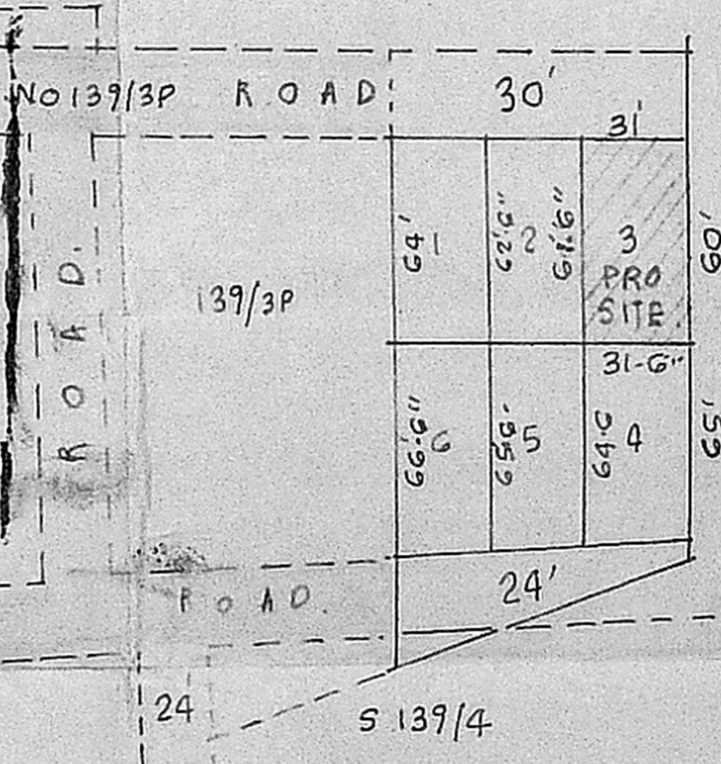 NO 139/3P ROAD 30'
31'
64' 1 62'6" 2 61'6" 3 60'
PRO
SITE
ROAD.
139/3P
31-6"
66'6" 6 65'6" 5 64-6 4 63'
24'
ROAD.
24
S 139/4